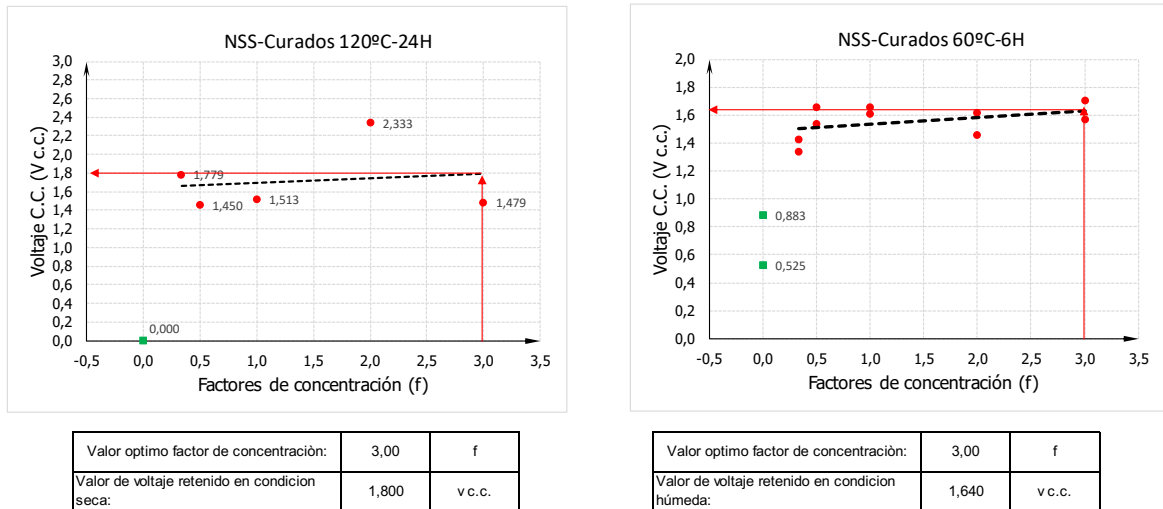 NSS-Curados 120ºC-24H
Voltaje C.C. (V c.c.)
3,0
2,8
2,6
2,4
2,2
2,0
1,8
1,6
1,4
1,2
1,0
0,8
0,6
0,4
0,2
0,0
2,333
1,779
1,450
1,513
1,479
0,000
-0,5 0,0 0,5 1,0 1,5 2,0 2,5 3,0 3,5
Factores de concentración (f)
Valor optimo factor de concentraciòn: 3,00 f
Valor de voltaje retenido en condicion
seca: 1,800 v c.c.
NSS-Curados 60ºC-6H
Voltaje C.C. (V c.c.)
2,0
1,8
1,6
1,4
1,2
1,0
0,8
0,6
0,4
0,2
0,0
0,883
0,525
-0,5 0,0 0,5 1,0 1,5 2,0 2,5 3,0 3,5
Factores de concentración (f)
Valor optimo factor de concentraciòn: 3,00 f
Valor de voltaje retenido en condicion
húmeda: 1,640 v c.c.